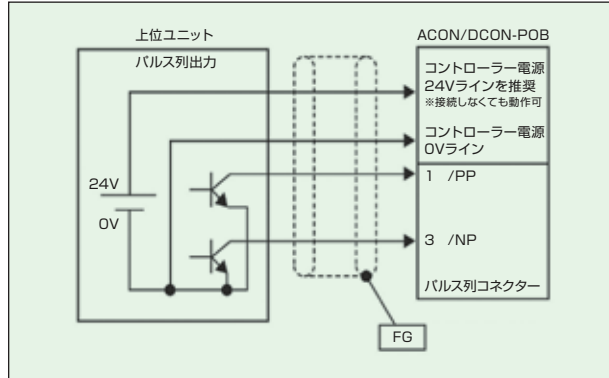 上位ユニット
パルス列出力
24V
0V
ACON/DCON-POB
コントローラー電源
24Vラインを推奨
※接続しなくても動作可
コントローラー電源
0Vライン
1 /PP
3 /NP
パルス列コネクター
FG